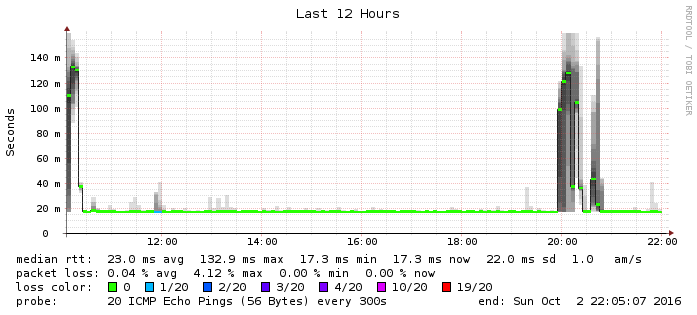 Last 12 Hours
RRDTOOL / TOBI OETIKER
Seconds
140 m
120 m
100 m
80 m
60 m
40 m
20 m
0
12:00 14:00 16:00 18:00 20:00 22:00
median rtt: 23.0 ms avg 132.9 ms max 17.3 ms min 17.3 ms now 22.0 ms sd 1.0 am/s
packet loss: 0.04 % avg 4.12 % max 0.00 % min 0.00 % now
loss color: 0 1/20 2/20 3/20 4/20 10/20 19/20
probe: 20 ICMP Echo Pings (56 Bytes) every 300s end: Sun Oct 2 22:05:07 2016